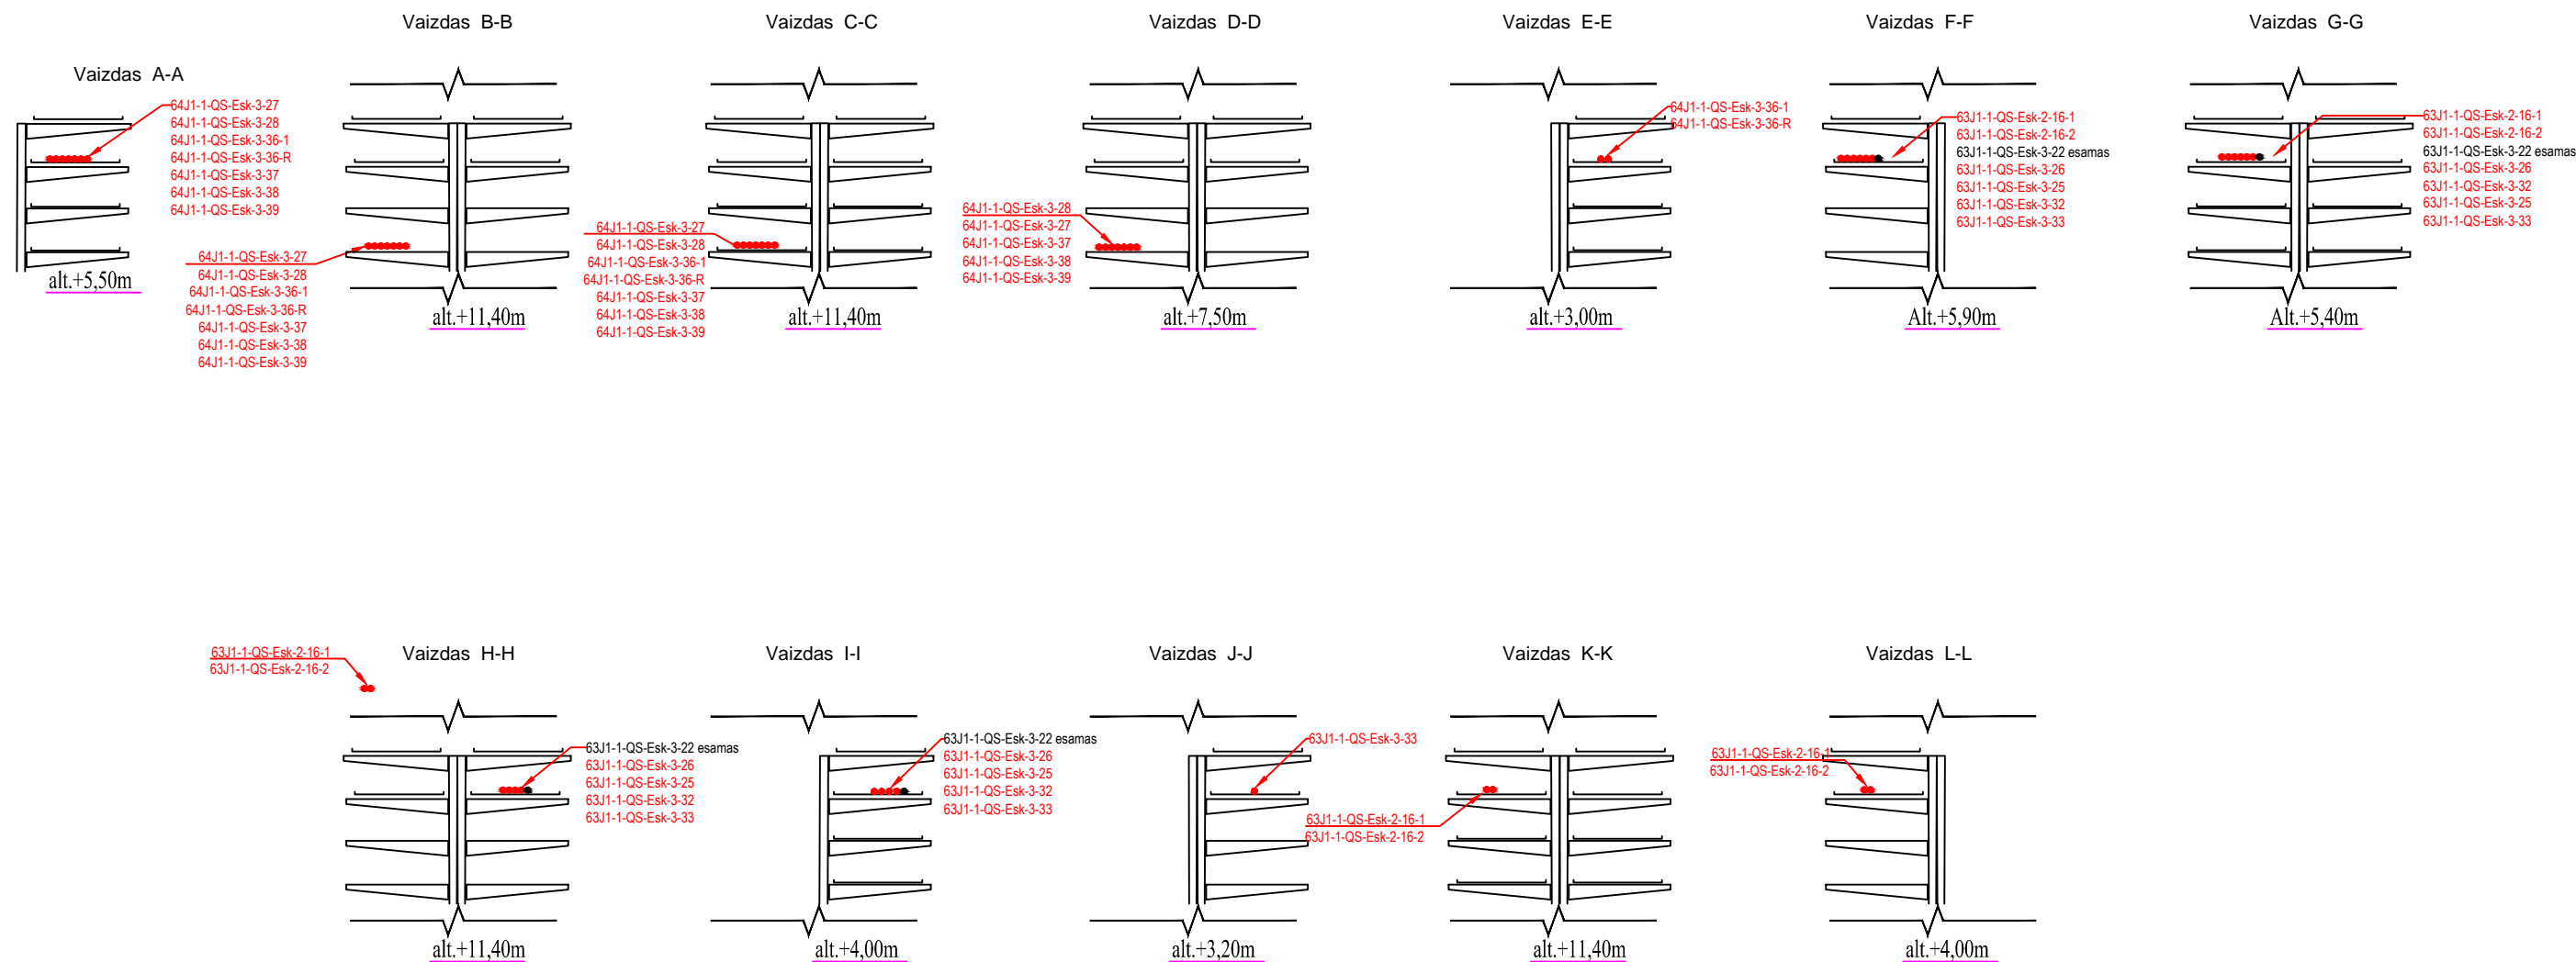 Vaizdas A-A
64J1-1-QS-Esk-3-27
64J1-1-QS-Esk-3-28
64J1-1-QS-Esk-3-36-1
64J1-1-QS-Esk-3-36-R
64J1-1-QS-Esk-3-37
64J1-1-QS-Esk-3-38
64J1-1-QS-Esk-3-39
alt.+5,50m
Vaizdas B-B
64J1-1-QS-Esk-3-27
64J1-1-QS-Esk-3-28
64J1-1-QS-Esk-3-36-1
64J1-1-QS-Esk-3-36-R
64J1-1-QS-Esk-3-37
64J1-1-QS-Esk-3-38
64J1-1-QS-Esk-3-39
alt.+11,40m
Vaizdas C-C
64J1-1-QS-Esk-3-27
64J1-1-QS-Esk-3-28
64J1-1-QS-Esk-3-36-1
64J1-1-QS-Esk-3-36-R
64J1-1-QS-Esk-3-37
64J1-1-QS-Esk-3-38
64J1-1-QS-Esk-3-39
alt.+11,40m
Vaizdas D-D
64J1-1-QS-Esk-3-28
64J1-1-QS-Esk-3-27
64J1-1-QS-Esk-3-37
64J1-1-QS-Esk-3-38
64J1-1-QS-Esk-3-39
alt.+7,50m
Vaizdas E-E
64J1-1-QS-Esk-3-36-1
64J1-1-QS-Esk-3-36-R
alt.+3,00m
Vaizdas F-F
63J1-1-QS-Esk-2-16-1
63J1-1-QS-Esk-2-16-2
63J1-1-QS-Esk-3-22 esamas
63J1-1-QS-Esk-3-26
63J1-1-QS-Esk-3-25
63J1-1-QS-Esk-3-32
63J1-1-QS-Esk-3-33
Alt.+5,90m
Vaizdas G-G
63J1-1-QS-Esk-2-16-1
63J1-1-QS-Esk-2-16-2
63J1-1-QS-Esk-3-22 esamas
63J1-1-QS-Esk-3-26
63J1-1-QS-Esk-3-32
63J1-1-QS-Esk-3-25
63J1-1-QS-Esk-3-33
Alt.+5,40m
63J1-1-QS-Esk-2-16-1
63J1-1-QS-Esk-2-16-2
Vaizdas H-H
63J1-1-QS-Esk-3-22 esamas
63J1-1-QS-Esk-3-26
63J1-1-QS-Esk-3-25
63J1-1-QS-Esk-3-32
63J1-1-QS-Esk-3-33
alt.+11,40m
Vaizdas I-I
63J1-1-QS-Esk-3-22 esamas
63J1-1-QS-Esk-3-26
63J1-1-QS-Esk-3-25
63J1-1-QS-Esk-3-32
63J1-1-QS-Esk-3-33
alt.+4,00m
Vaizdas J-J
63J1-1-QS-Esk-3-33
alt.+3,20m
Vaizdas K-K
63J1-1-QS-Esk-2-16-1
63J1-1-QS-Esk-2-16-2
alt.+11,40m
Vaizdas L-L
63J1-1-QS-Esk-2-16-1
63J1-1-QS-Esk-2-16-2
alt.+4,00m